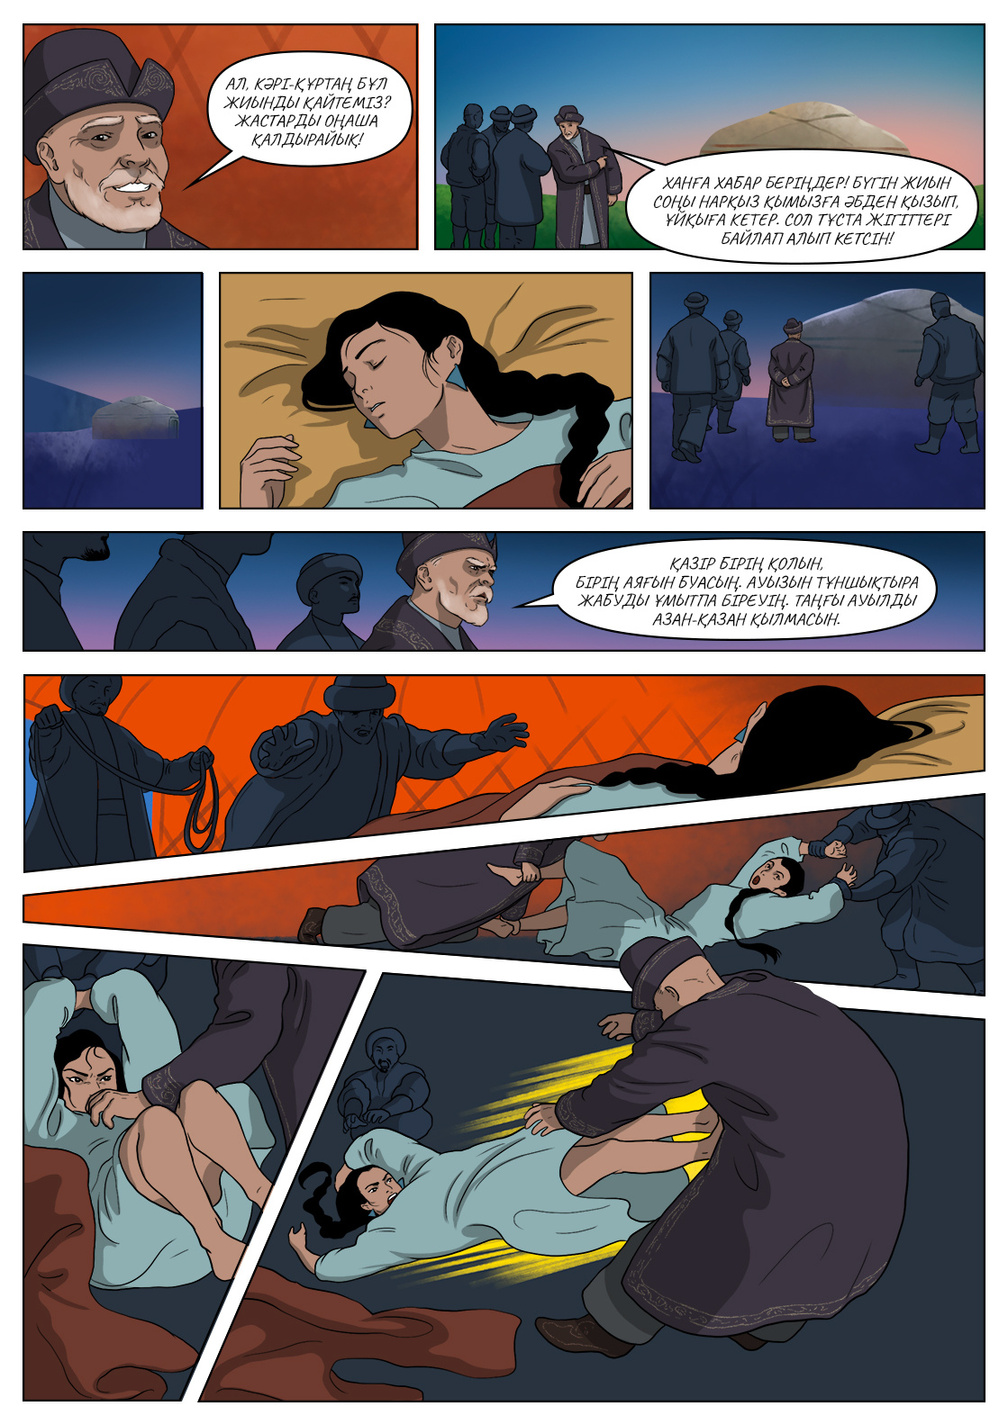 АЛ, КӘРІ-ҚҰРТАҢ БҰЛ
ЖИЫНДЫ ҚАЙТЕМІЗ?
ЖАСТАРДЫ ОҢАША
ҚАЛДЫРАЙЫҚ!
ХАНҒА ХАБАР БЕРІҢДЕР! БҮГІН ЖИЫН
СОҢЫ НАРҚЫЗ ҚЫМЫЗҒА ӘБДЕН ҚЫЗЫП,
ҰЙҚЫҒА КЕТЕР. СОЛ ТҰСТА ЖІГІТТЕРІ
БАЙЛАП АЛЫП КЕТСІН!
ҚАЗІР БІРІҢ ҚОЛЫН,
БІРІҢ АЯҒЫН БУАСЫҢ. АУЫЗЫН ТҰНШЫҚТЫРА
ЖАБУДЫ ҰМЫТПА БІРЕУІҢ. ТАҢҒЫ АУЫЛДЫ
АЗАН-ҚАЗАН ҚЫЛМАСЫН.